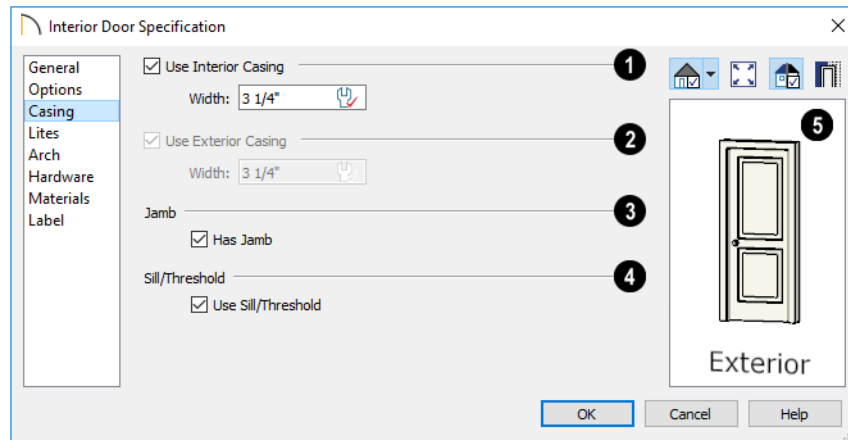 Interior Door Specification
General
Options
Casing
Lites
Arch
Hardware
Materials
Label
Use Interior Casing
1
Width: 3 1/4"
Use Exterior Casing
2
Width: 3 1/4"
Jamb
3
Has Jamb
Sill/Threshold
4
Use Sill/Threshold
5
Exterior
OK
Cancel
Help